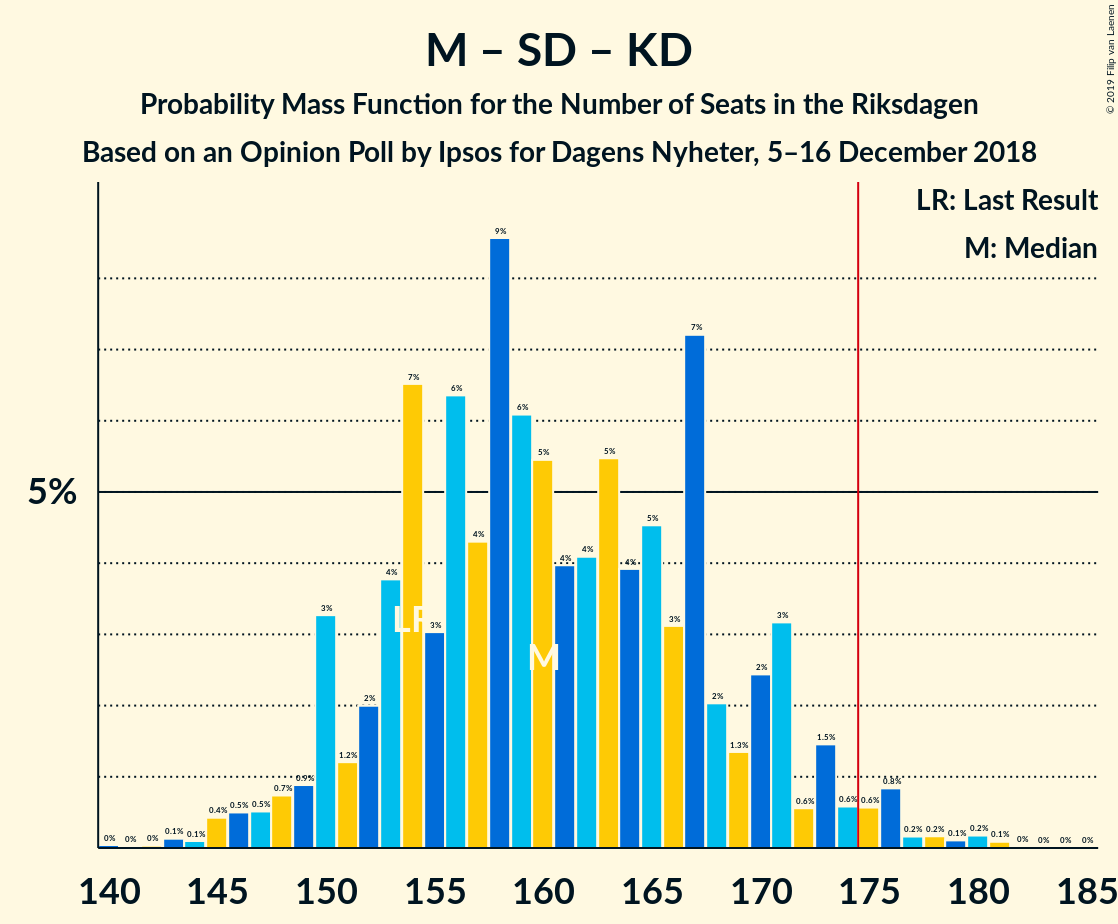 M – SD – KD
Probability Mass Function for the Number of Seats in the Riksdagen
Based on an Opinion Poll by Ipsos for Dagens Nyheter, 5–16 December 2018
© 2019 Filip van Laenen
LR: Last Result
M: Median
5%
0% 0% 0% 0.1% 0.1% 0.4% 0.5% 0.5% 0.7% 0.9% 3% 1.2% 2% 4% 7% 3% 6% 4% 9% 6% 5% 4% 4% 5% 4% 5% 3% 7% 2% 1.3% 2% 3% 0.6% 1.5% 0.6% 0.6% 0.8% 0.2% 0.2% 0.1% 0.2% 0.1% 0% 0% 0% 0%
LR
M
140 145 150 155 160 165 170 175 180 185